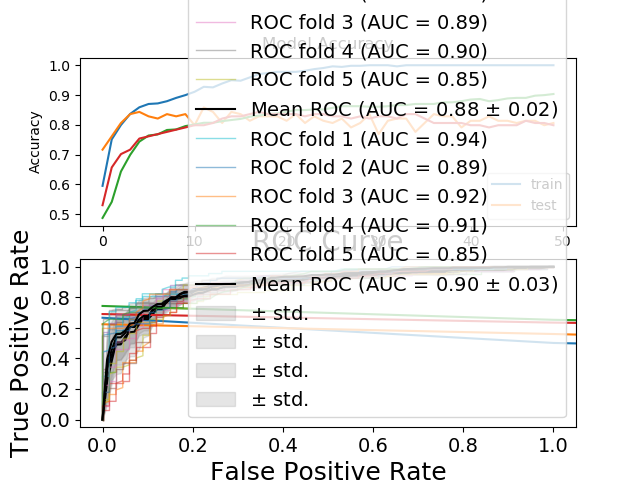 ROC fold 3 (AUC = 0.89)
Model Accuracy
ROC fold 4 (AUC = 0.90)
ROC fold 5 (AUC = 0.85)
Mean ROC (AUC = 0.88 ± 0.02)
ROC fold 1 (AUC = 0.94)
ROC fold 2 (AUC = 0.89)
ROC fold 3 (AUC = 0.92)
ROC fold 4 (AUC = 0.91)
ROC fold 5 (AUC = 0.85)
Mean ROC (AUC = 0.90 ± 0.03)
± std.
± std.
± std.
± std.
Accuracy
1.0
0.9
0.8
0.7
0.6
0.5
train
test
0 10 20 30 40 50
ROC Curve
True Positive Rate
1.0
0.8
0.6
0.4
0.2
0.0
0.0 0.2 0.4 0.6 0.8 1.0
False Positive Rate